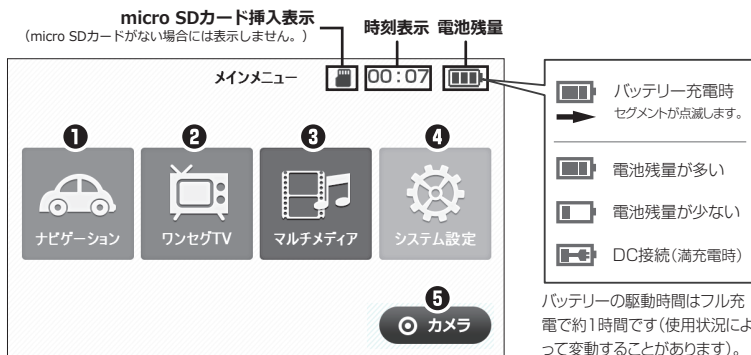 micro SDカード挿入表示
(micro SDカードがない場合には表示しません。)
時刻表示 電池残量
メインメニュー 00:07
❶ ❷ ❸ ❹
ナビゲーション ワンセグTV マルチメディア システム設定
❺
カメラ
バッテリー充電時
セグメントが点滅します。
電池残量が多い
電池残量が少ない
DC接続(満充電時)
バッテリーの駆動時間はフル充
電で約1時間です(使用状況によ
って変動することがあります)。